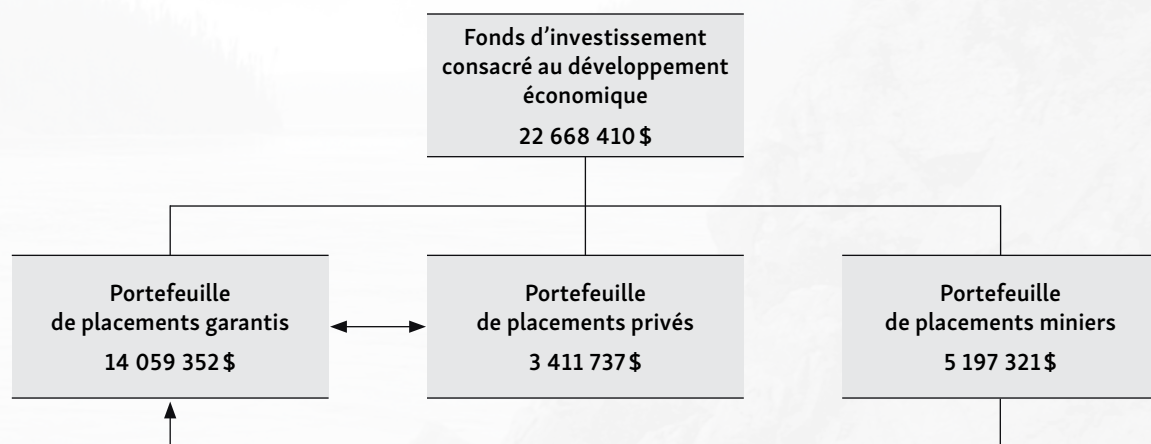 Fonds d’investissement
consacré au développement
économique
22 668 410 $
Portefeuille
de placements garantis
14 059 352 $
Portefeuille
de placements privés
3 411 737 $
Portefeuille
de placements miniers
5 197 321 $